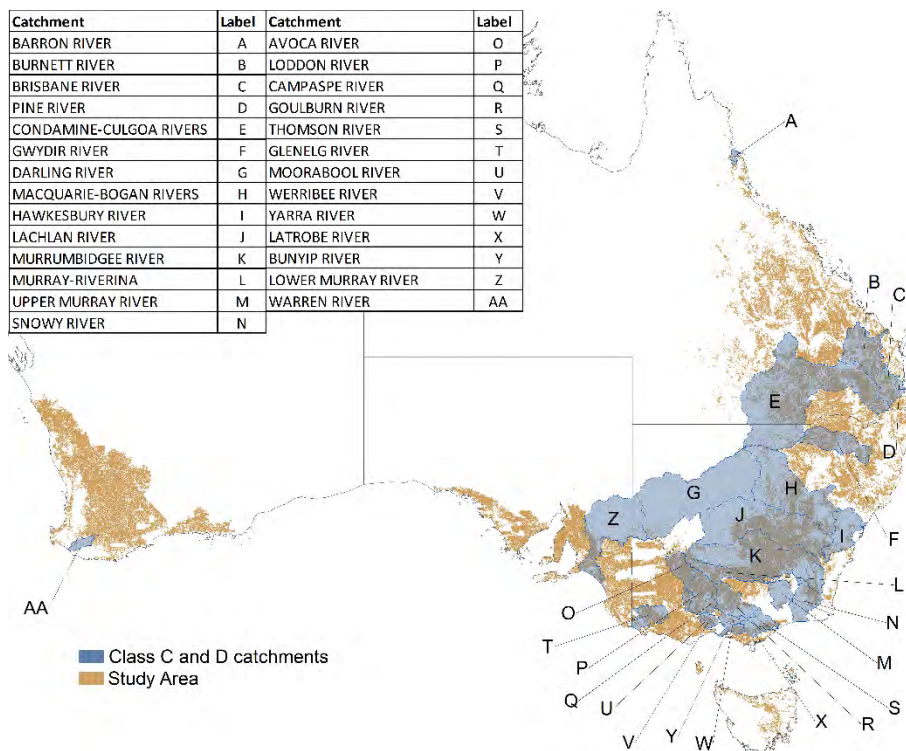 Catchment Label Catchment Label
BARRON RIVER A AVOCA RIVER O
BURNETT RIVER B LODDON RIVER P
BRISBANE RIVER C CAMPASPE RIVER Q
PINE RIVER D GOULBURN RIVER R
CONDAMINE-CULGOA RIVERS E THOMSON RIVER S
GWYDIR RIVER F GLENELG RIVER T
DARLING RIVER G MOORABOOL RIVER U
MACQUARIE-BOGAN RIVERS H WERRIBEE RIVER V
HAWKESBURY RIVER I YARRA RIVER W
LACHLAN RIVER J LATROBE RIVER X
MURRUMBIDGEE RIVER K BUNYIP RIVER Y
MURRAY-RIVERINA L LOWER MURRAY RIVER Z
UPPER MURRAY RIVER M WARREN RIVER AA
SNOWY RIVER N
A
B
C
E
D
G
H
Z
J
I
F
K
L
AA
O
N
T
M
P
Q
U
S
R
X
V
Y
W
Class C and D catchments
Study Area